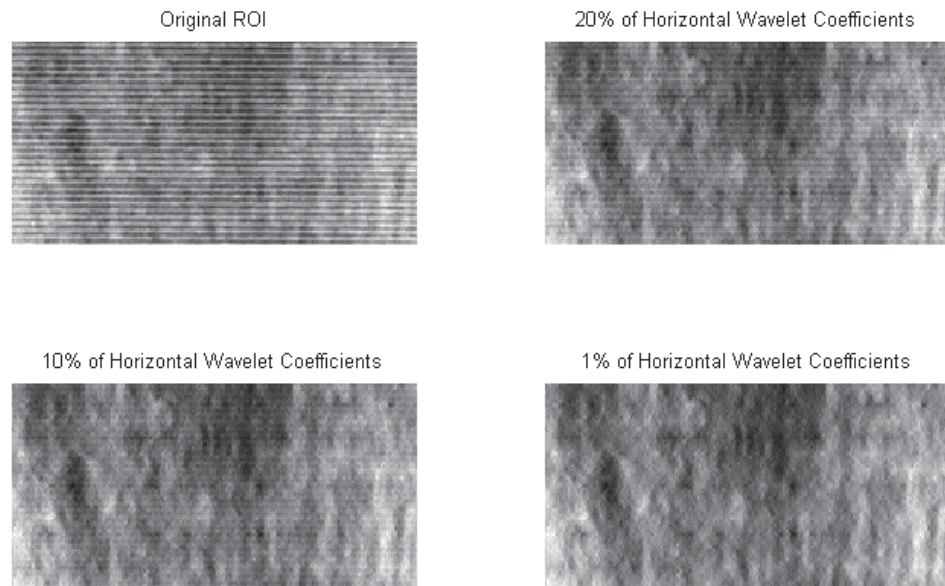 Original ROI
20% of Horizontal Wavelet Coefficients
10% of Horizontal Wavelet Coefficients
1% of Horizontal Wavelet Coefficients